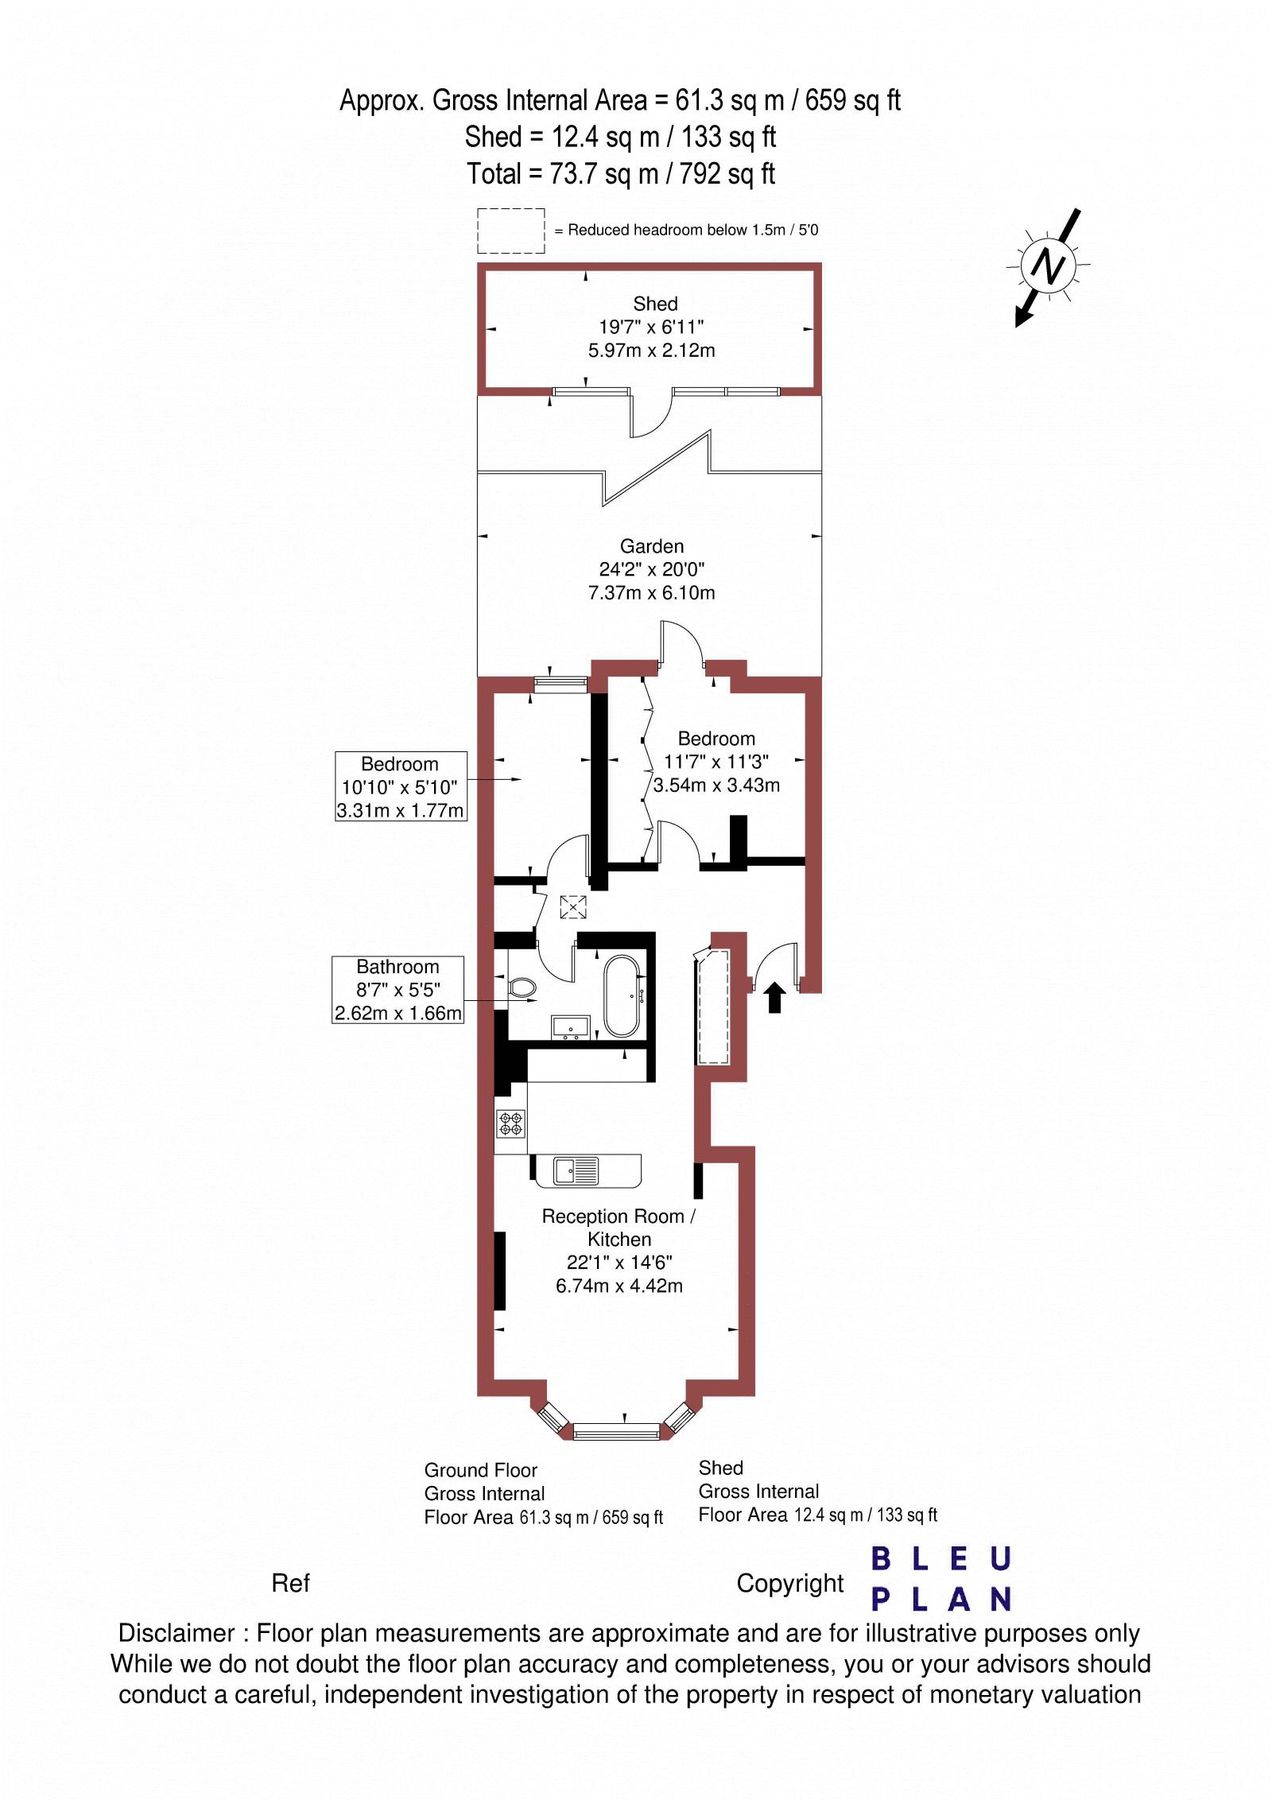 Approx. Gross Internal Area = 61.3 sq m / 659 sq ft
Shed = 12.4 sq m / 133 sq ft
Total = 73.7 sq m / 792 sq ft
= Reduced headroom below 1.5m / 5'0
N
Shed
19'7" x 6'11"
5.97m x 2.12m
Garden
24'2" x 20'0"
7.37m x 6.10m
Bedroom
11'7" x 11'3"
3.54m x 3.43m
Bedroom
10'10" x 5'10"
3.31m x 1.77m
Bathroom
8'7" x 5'5"
2.62m x 1.66m
Reception Room /
Kitchen
22'1" x 14'6"
6.74m x 4.42m
Ground Floor
Gross Internal
Floor Area 61.3 sq m / 659 sq ft
Shed
Gross Internal
Floor Area 12.4 sq m / 133 sq ft
Ref
Copyright
BLEU
PLAN
Disclaimer : Floor plan measurements are approximate and are for illustrative purposes only
While we do not doubt the floor plan accuracy and completeness, you or your advisors should
conduct a careful, independent investigation of the property in respect of monetary valuation